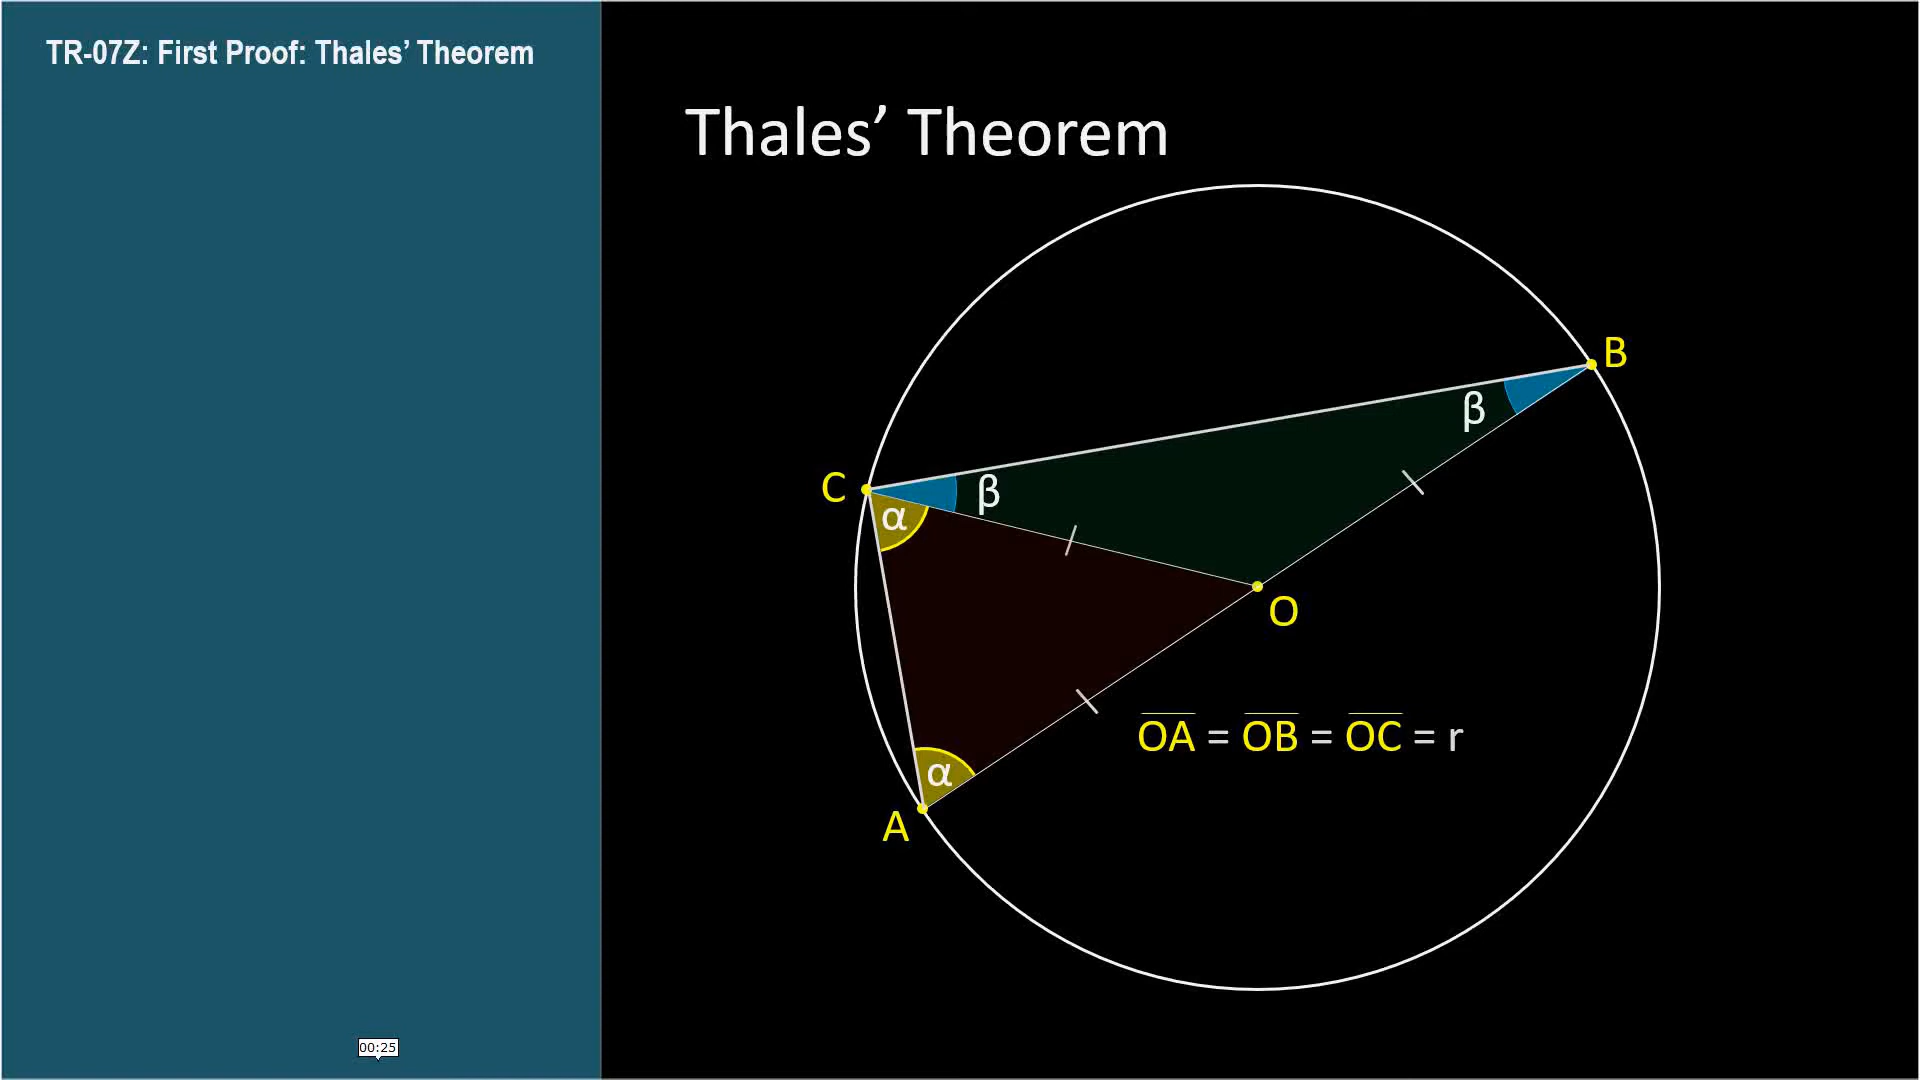 TR-07Z: First Proof: Thales’ Theorem
Thales’ Theorem
B
β
C
β
α
O
OA = OB = OC = r
α
A
00:25